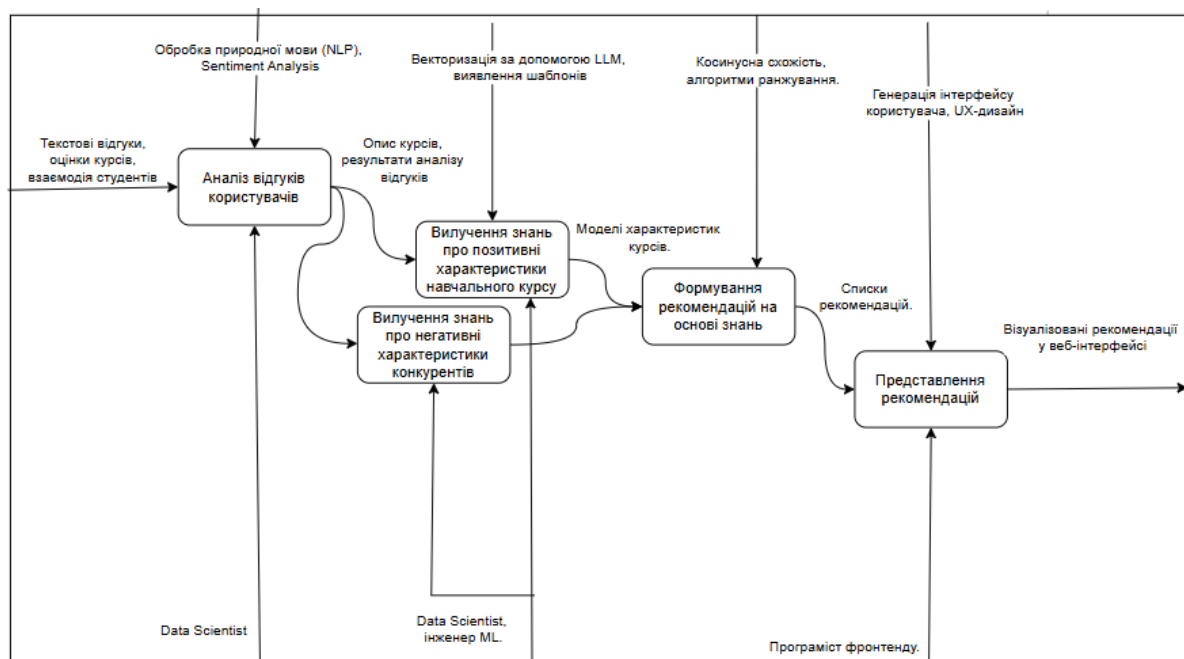 Обробка природної мови (NLP),
Sentiment Analysis
Векторизація за допомогою LLM,
виявлення шаблонів
Косинусна схожість,
алгоритми ранжування.
Генерація інтерфейсу
користувача, UX-дизайн
Текстові відгуки,
оцінки курсів,
взаємодія студентів
Аналіз відгуків
користувачів
Опис курсів,
результати аналізу
відгуків
Вилучення знань
про позитивні
характеристики
навчального курсу
Моделі характеристик
курсів.
Вилучення знань
про негативні
характеристики
конкурентів
Формування
рекомендацій на
основі знань
Списки
рекомендацій.
Представлення
рекомендацій
Візуалізовані рекомендації
у веб-інтерфейсі
Data Scientist
Data Scientist,
інженер ML.
Програміст фронтенду.